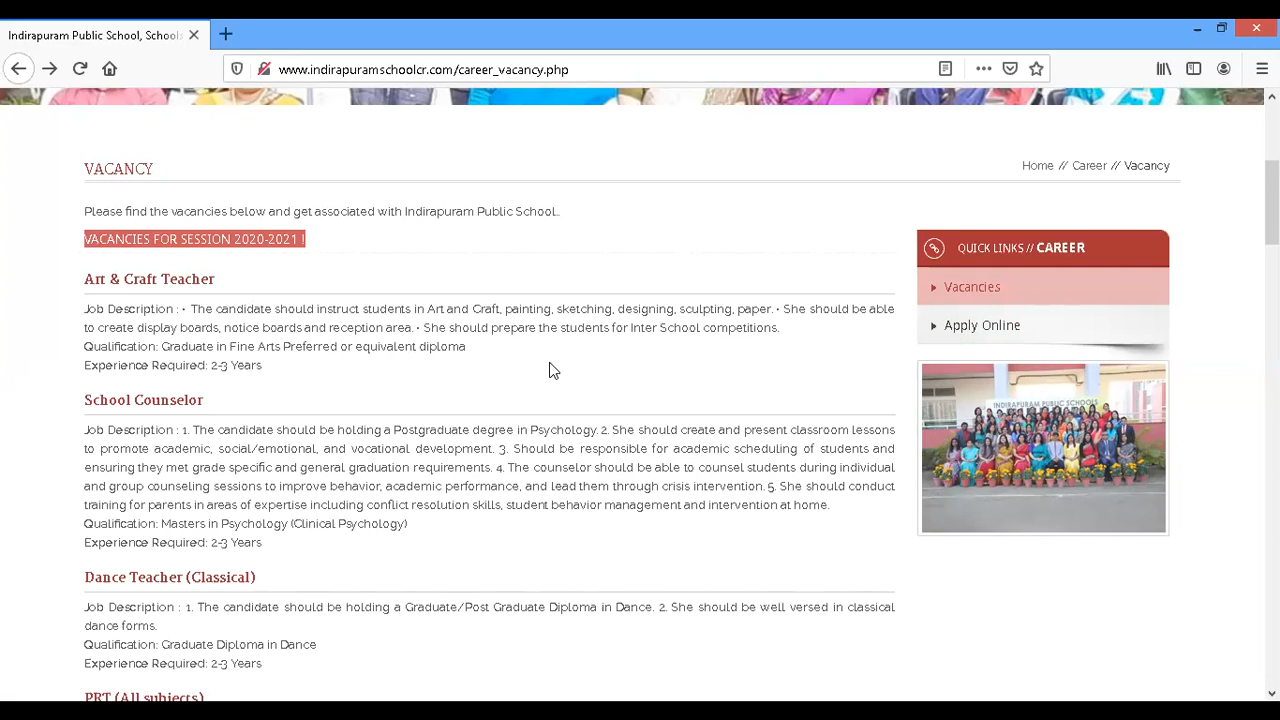 Indirapuram Public School, Schools
www.indirapuramschoolcr.com/career_vacancy.php
VACANCY
Home // Career // Vacancy
Please find the vacancies below and get associated with Indirapuram Public School..
VACANCIES FOR SESSION 2020-2021 !
QUICK LINKS // CAREER
Vacancies
Apply Online
INDIRAPURAM PUBLIC SCHOOLS
Art & Craft Teacher
Job Description : • The candidate should instruct students in Art and Craft, painting, sketching, designing, sculpting, paper. • She should be able
to create display boards, notice boards and reception area. • She should prepare the students for Inter School competitions.
Qualification: Graduate in Fine Arts Preferred or equivalent diploma
Experience Required: 2-3 Years
School Counselor
Job Description : 1. The candidate should be holding a Postgraduate degree in Psychology. 2. She should create and present classroom lessons
to promote academic, social/emotional, and vocational development. 3. Should be responsible for academic scheduling of students and
ensuring they met grade specific and general graduation requirements. 4. The counselor should be able to counsel students during individual
and group counseling sessions to improve behavior, academic performance, and lead them through crisis intervention. 5. She should conduct
training for parents in areas of expertise including conflict resolution skills, student behavior management and intervention at home.
Qualification: Masters in Psychology (Clinical Psychology)
Experience Required: 2-3 Years
Dance Teacher (Classical)
Job Description : 1. The candidate should be holding a Graduate/Post Graduate Diploma in Dance. 2. She should be well versed in classical
dance forms.
Qualification: Graduate Diploma in Dance
Experience Required: 2-3 Years
PRT (All subjects)